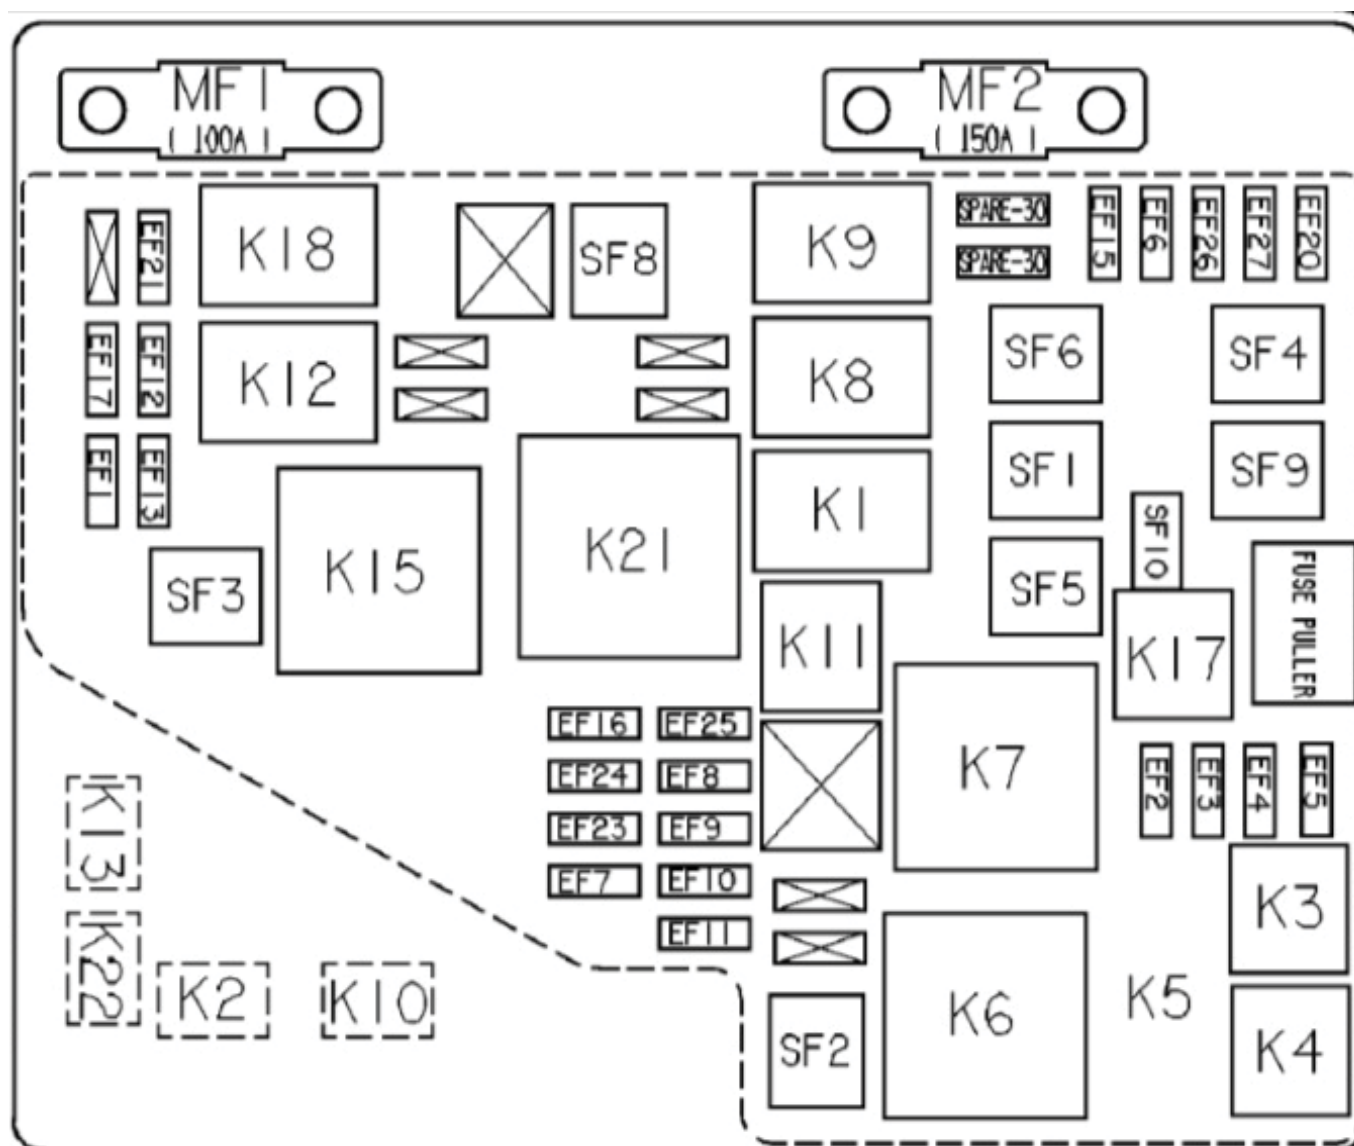 MF1
( 100A )
MF2
( 150A )
EF21
K18
SF8
K9
SPARE-30
SPARE-30
EF15
EF6
EF26
EF27
EF20
EF17
EF12
K12
K8
SF6
SF4
EF1
EF13
K15
K21
K1
SF1
SF9
SF10
SF3
SF5
FUSE PULLER
K11
K17
EF16
EF25
K7
EF24
EF8
EF2
EF3
EF4
EF5
EF23
EF9
K13
EF7
EF10
EF11
K3
K22
K2
K10
K6
K5
SF2
K4